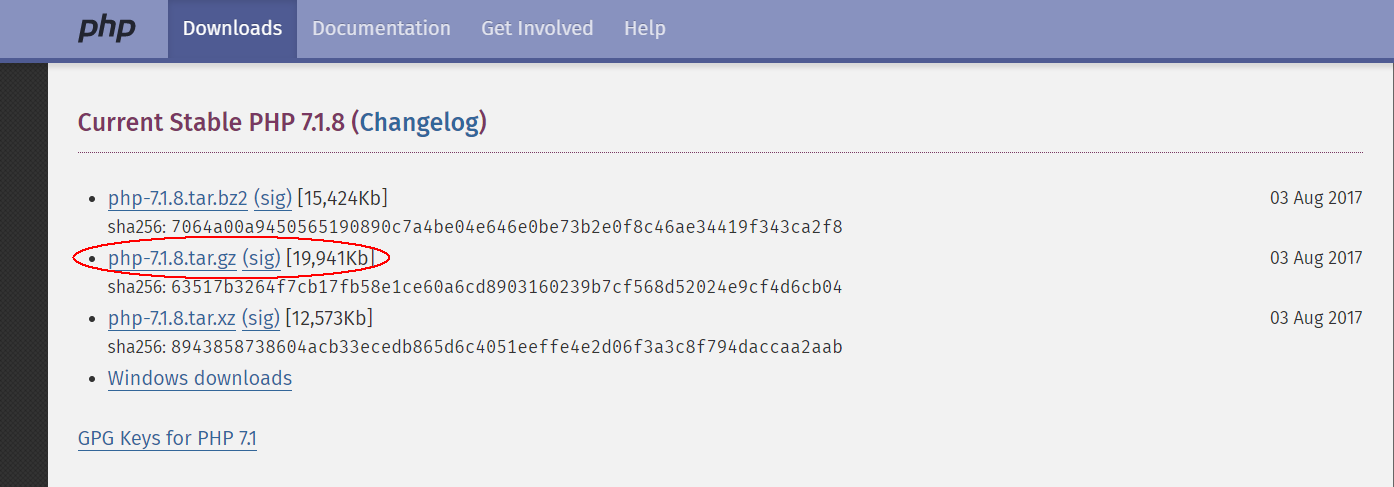 php Downloads Documentation Get Involved Help
Current Stable PHP 7.1.8 (Changelog)
php-7.1.8.tar.bz2 (sig) [15,424Kb] 03 Aug 2017
sha256: 7064a00a9450565190890c7a4be04e646e0be73b2e0f8c46ae34419f343ca2f8
php-7.1.8.tar.gz (sig) [19,941Kb] 03 Aug 2017
sha256: 63517b3264f7cb17fb58e1ce60a6cd8903160239b7cf568d52024e9cf4d6cb04
php-7.1.8.tar.xz (sig) [12,573Kb] 03 Aug 2017
sha256: 8943858738604acb33ecedb865d6c4051eeffe4e2d06f3a3c8f794daccaa2aab
Windows downloads
GPG Keys for PHP 7.1